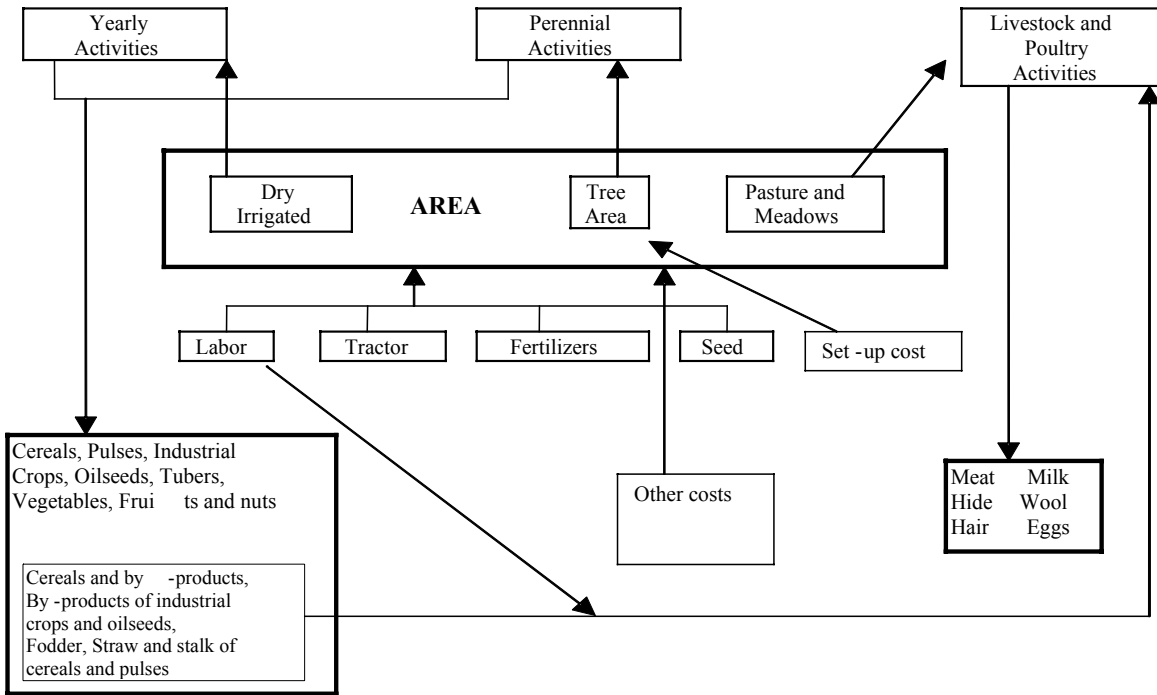 Yearly
Activities
Perennial
Activities
Livestock and
Poultry
Activities
Dry
Irrigated
AREA
Tree
Area
Pasture and
Meadows
Labor
Tractor
Fertilizers
Seed
Set -up cost
Cereals, Pulses, Industrial
Crops, Oilseeds, Tubers,
Vegetables, Frui ts and nuts
Cereals and by -products,
By -products of industrial
crops and oilseeds,
Fodder, Straw and stalk of
cereals and pulses
Other costs
Meat Milk
Hide Wool
Hair Eggs